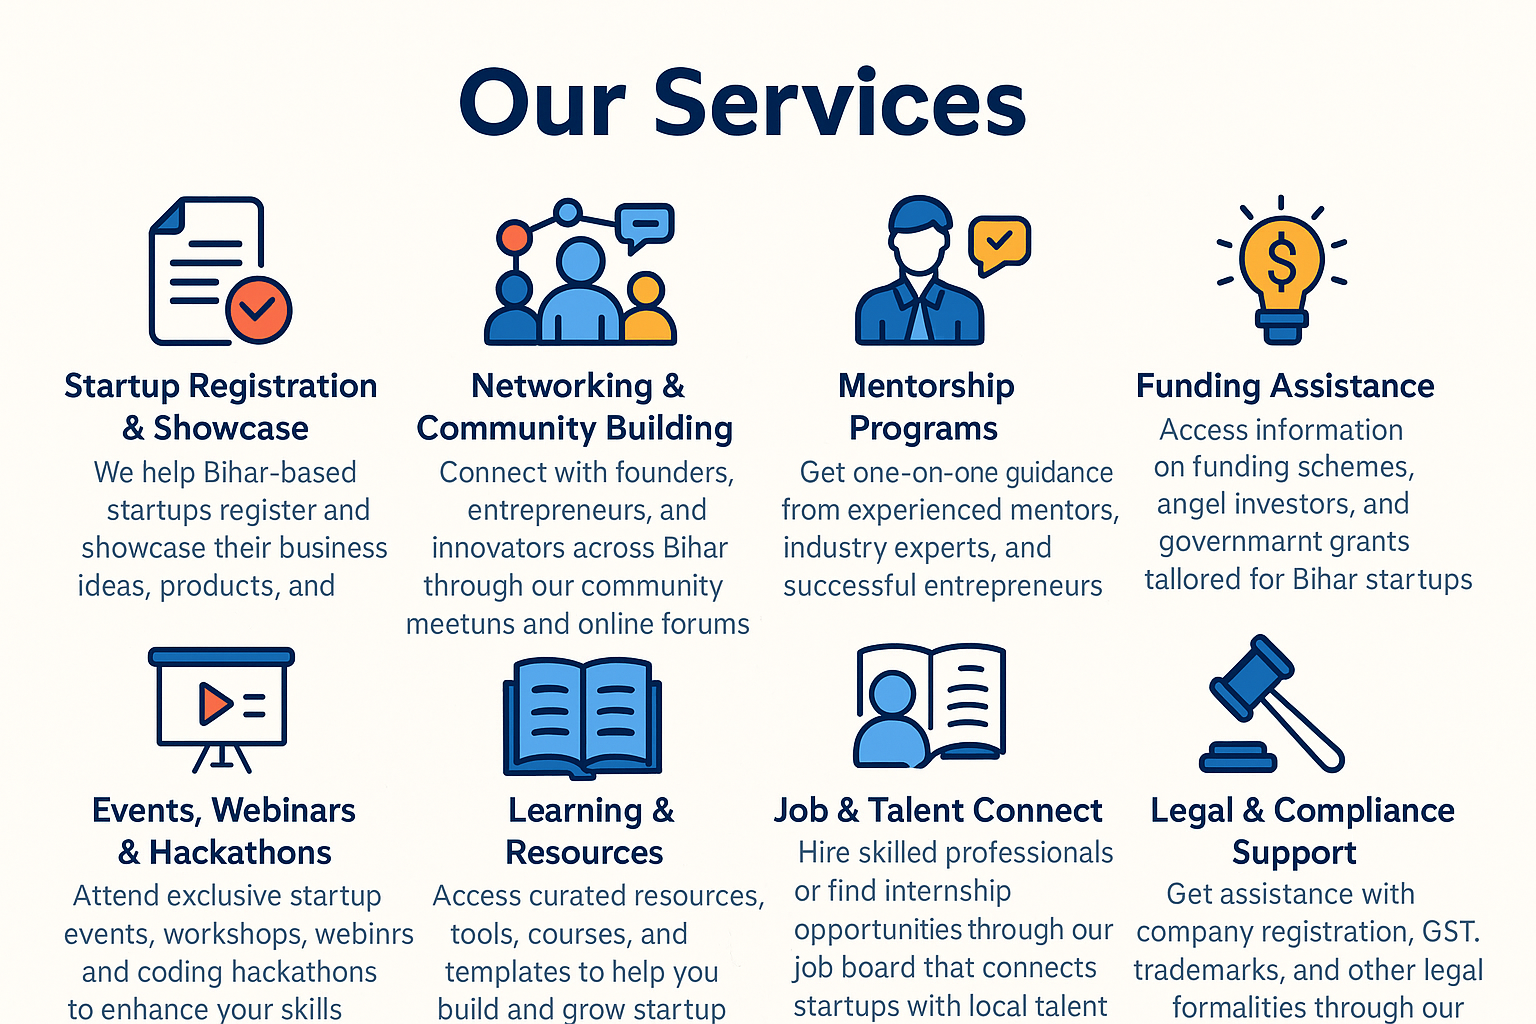 Our Services
Startup Registration
& Showcase
We help Bihar-based
startups register and
showcase their business
ideas, products, and
Networking &
Community Building
Connect with founders,
entrepreneurs, and
innovators across Bihar
through our community
meetuns and online forums
Mentorship
Programs
Get one-on-one guidance
from experienced mentors,
industry experts, and
successful entrepreneurs
$
Funding Assistance
Access information
on funding schemes,
angel investors, and
governmarnt grants
tallored for Bihar startups
Events, Webinars
& Hackathons
Attend exclusive startup
events, workshops, webinrs
and coding hackathons
to enhance your skills
Learning &
Resources
Access curated resources,
tools, courses, and
templates to help you
build and grow startup
Job & Talent Connect
Hire skilled professionals
or find internship
opportunities through our
job board that connects
startups with local talent
Legal & Compliance
Support
Get assistance with
company registration, GST.
trademarks, and other legal
formalities through our